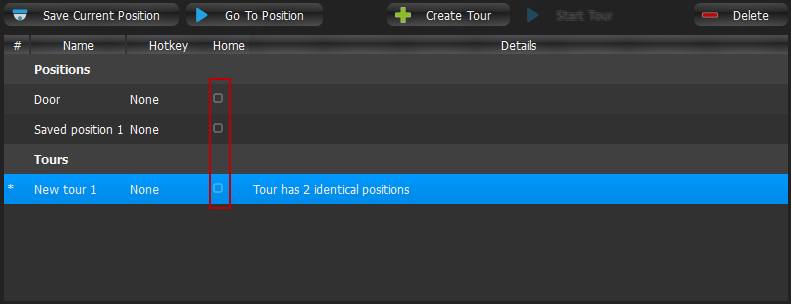 Save Current Position Go To Position Create Tour Start Tour Delete
# Name Hotkey Home Details
Positions
Door None
Saved position 1 None
Tours
* New tour 1 None Tour has 2 identical positions